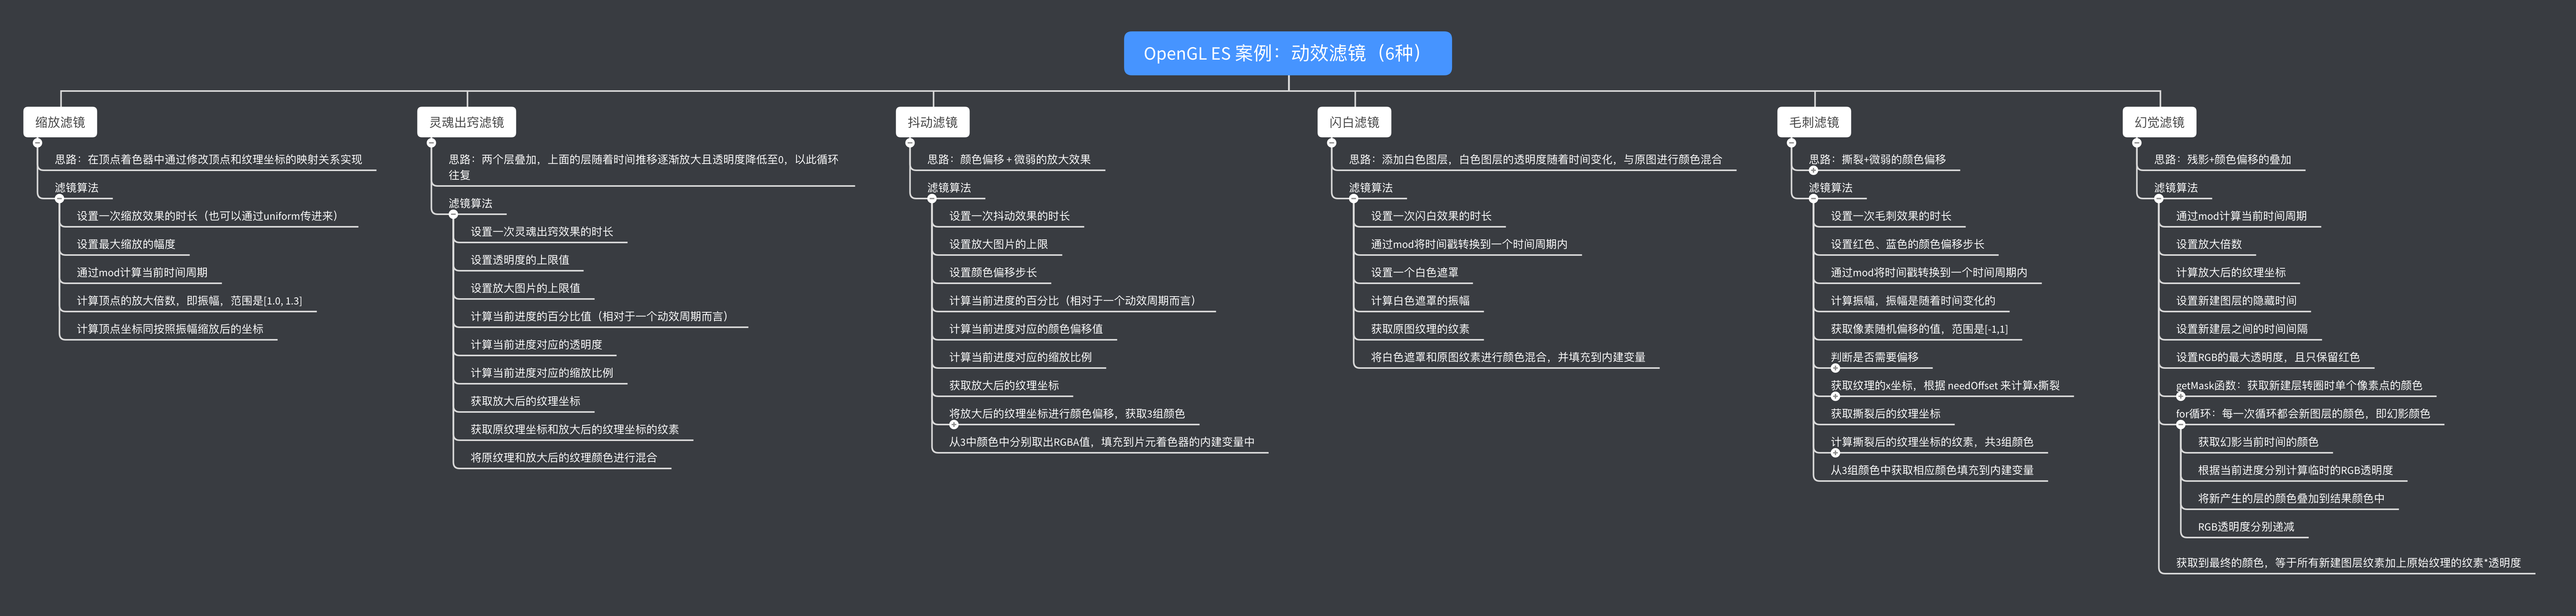 OpenGL ES 案例：动效滤镜（6种）
缩放滤镜
思路：在顶点着色器中通过修改顶点和纹理坐标的映射关系实现
滤镜算法
设置一次缩放效果的时长（也可以通过uniform传进来）
设置最大缩放的幅度
通过mod计算当前时间周期
计算顶点的放大倍数，即振幅，范围是[1.0, 1.3]
计算顶点坐标同按照振幅缩放后的坐标
灵魂出窍滤镜
思路：两个层叠加，上面的层随着时间推移逐渐放大且透明度降低至0，以此循环
往复
滤镜算法
设置一次灵魂出窍效果的时长
设置透明度的上限值
设置放大图片的上限值
计算当前进度的百分比值（相对于一个动效周期而言）
计算当前进度对应的透明度
计算当前进度对应的缩放比例
获取放大后的纹理坐标
获取原纹理坐标和放大后的纹理坐标的纹素
将原纹理和放大后的纹理颜色进行混合
抖动滤镜
思路：颜色偏移 + 微弱的放大效果
滤镜算法
设置一次抖动效果的时长
设置放大图片的上限
设置颜色偏移步长
计算当前进度的百分比（相对于一个动效周期而言）
计算当前进度对应的颜色偏移值
计算当前进度对应的缩放比例
获取放大后的纹理坐标
将放大后的纹理坐标进行颜色偏移，获取3组颜色
从3中颜色中分别取出RGBA值，填充到片元着色器的内建变量中
闪白滤镜
思路：添加白色图层，白色图层的透明度随着时间变化，与原图进行颜色混合
滤镜算法
设置一次闪白效果的时长
通过mod将时间戳转换到一个时间周期内
设置一个白色遮罩
计算白色遮罩的振幅
获取原图纹理的纹素
将白色遮罩和原图纹素进行颜色混合，并填充到内建变量
毛刺滤镜
思路：撕裂+微弱的颜色偏移
滤镜算法
设置一次毛刺效果的时长
设置红色、蓝色的颜色偏移步长
通过mod将时间戳转换到一个时间周期内
计算振幅，振幅是随着时间变化的
获取像素随机偏移的值，范围是[-1,1]
判断是否需要偏移
获取纹理的x坐标，根据 needOffset 来计算x撕裂
获取撕裂后的纹理坐标
计算撕裂后的纹理坐标的纹素，共3组颜色
从3组颜色中获取相应颜色填充到内建变量
幻觉滤镜
思路：残影+颜色偏移的叠加
滤镜算法
通过mod计算当前时间周期
设置放大倍数
计算放大后的纹理坐标
设置新建图层的隐藏时间
设置新建层之间的时间间隔
设置RGB的最大透明度，且只保留红色
getMask函数：获取新建层转圈时单个像素点的颜色
for循环：每一次循环都会新图层的颜色，即幻影颜色
获取幻影当前时间的颜色
根据当前进度分别计算临时的RGB透明度
将新产生的层的颜色叠加到结果颜色中
RGB透明度分别递减
获取到最终的颜色，等于所有新建图层纹素加上原始纹理的纹素*透明度